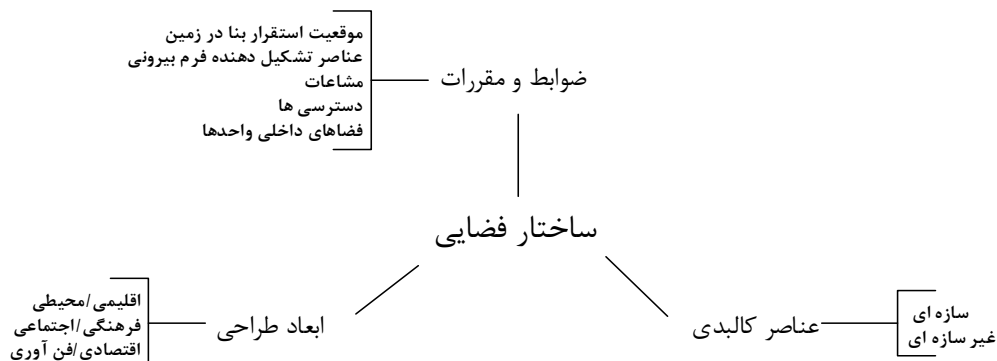 موقعیت استقرار بنا در زمین
عناصر تشکیل دهنده فرم بیرونی
مشاعات
دسترسی ها
فضاهای داخلی واحدها
ضوابط و مقررات
ساختار فضایی
عناصر کالبدی
سازه ای
غیر سازه ای
ابعاد طراحی
اقلیمی/محیطی
فرهنگی/اجتماعی
اقتصادی/فن آوری